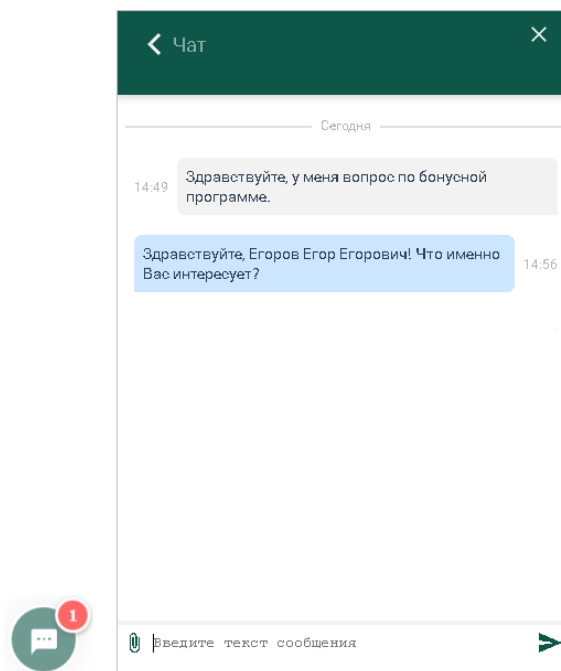 Чат
Сегодня
14:49
Здравствуйте, у меня вопрос по бонусной
программе.
Здравствуйте, Егоров Егор Егорович! Что именно
Вас интересует?
14:56
1
Введите текст сообщения